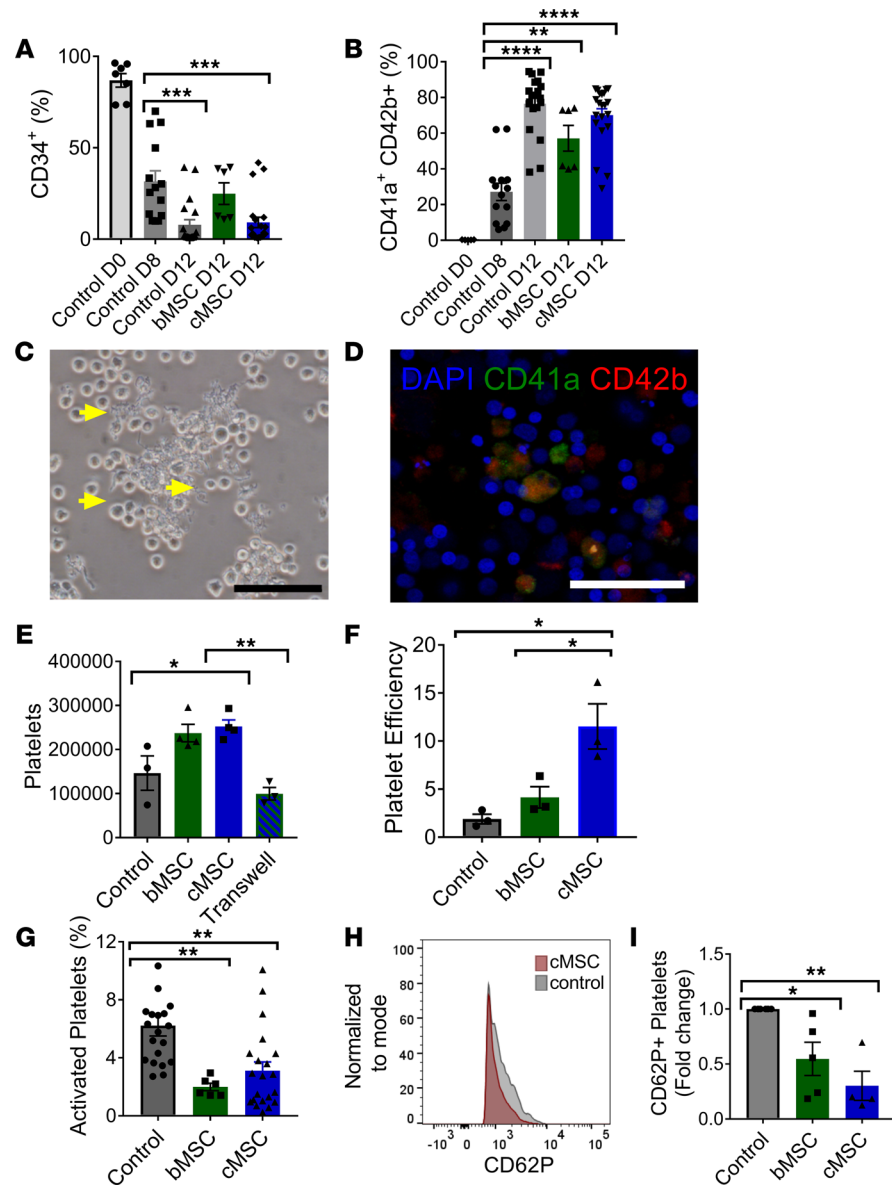 A
CD34+ (%)
100
50
0
***
***
Control D0
Control D8
Control D12
bMSC D12
cMSC D12
B
CD41a+ CD42b+ (%)
100
80
60
40
20
0
****
**
****
Control D0
Control D8
Control D12
bMSC D12
cMSC D12
C
D
DAPI CD41a CD42b
E
Platelets
400000
300000
200000
100000
0
*
**
Control
bMSC
cMSC
Transwell
F
Platelet Efficiency
20
15
10
5
0
*
*
Control
bMSC
cMSC
G
Activated Platelets (%)
12
8
4
0
**
**
Control
bMSC
cMSC
H
Normalized
to mode
100
80
60
40
20
0
cMSC
control
-10³ 0 10³ 10⁴ 10⁵
CD62P
I
CD62P+ Platelets
(Fold change)
1.5
1.0
0.5
0.0
**
*
Control
bMSC
cMSC